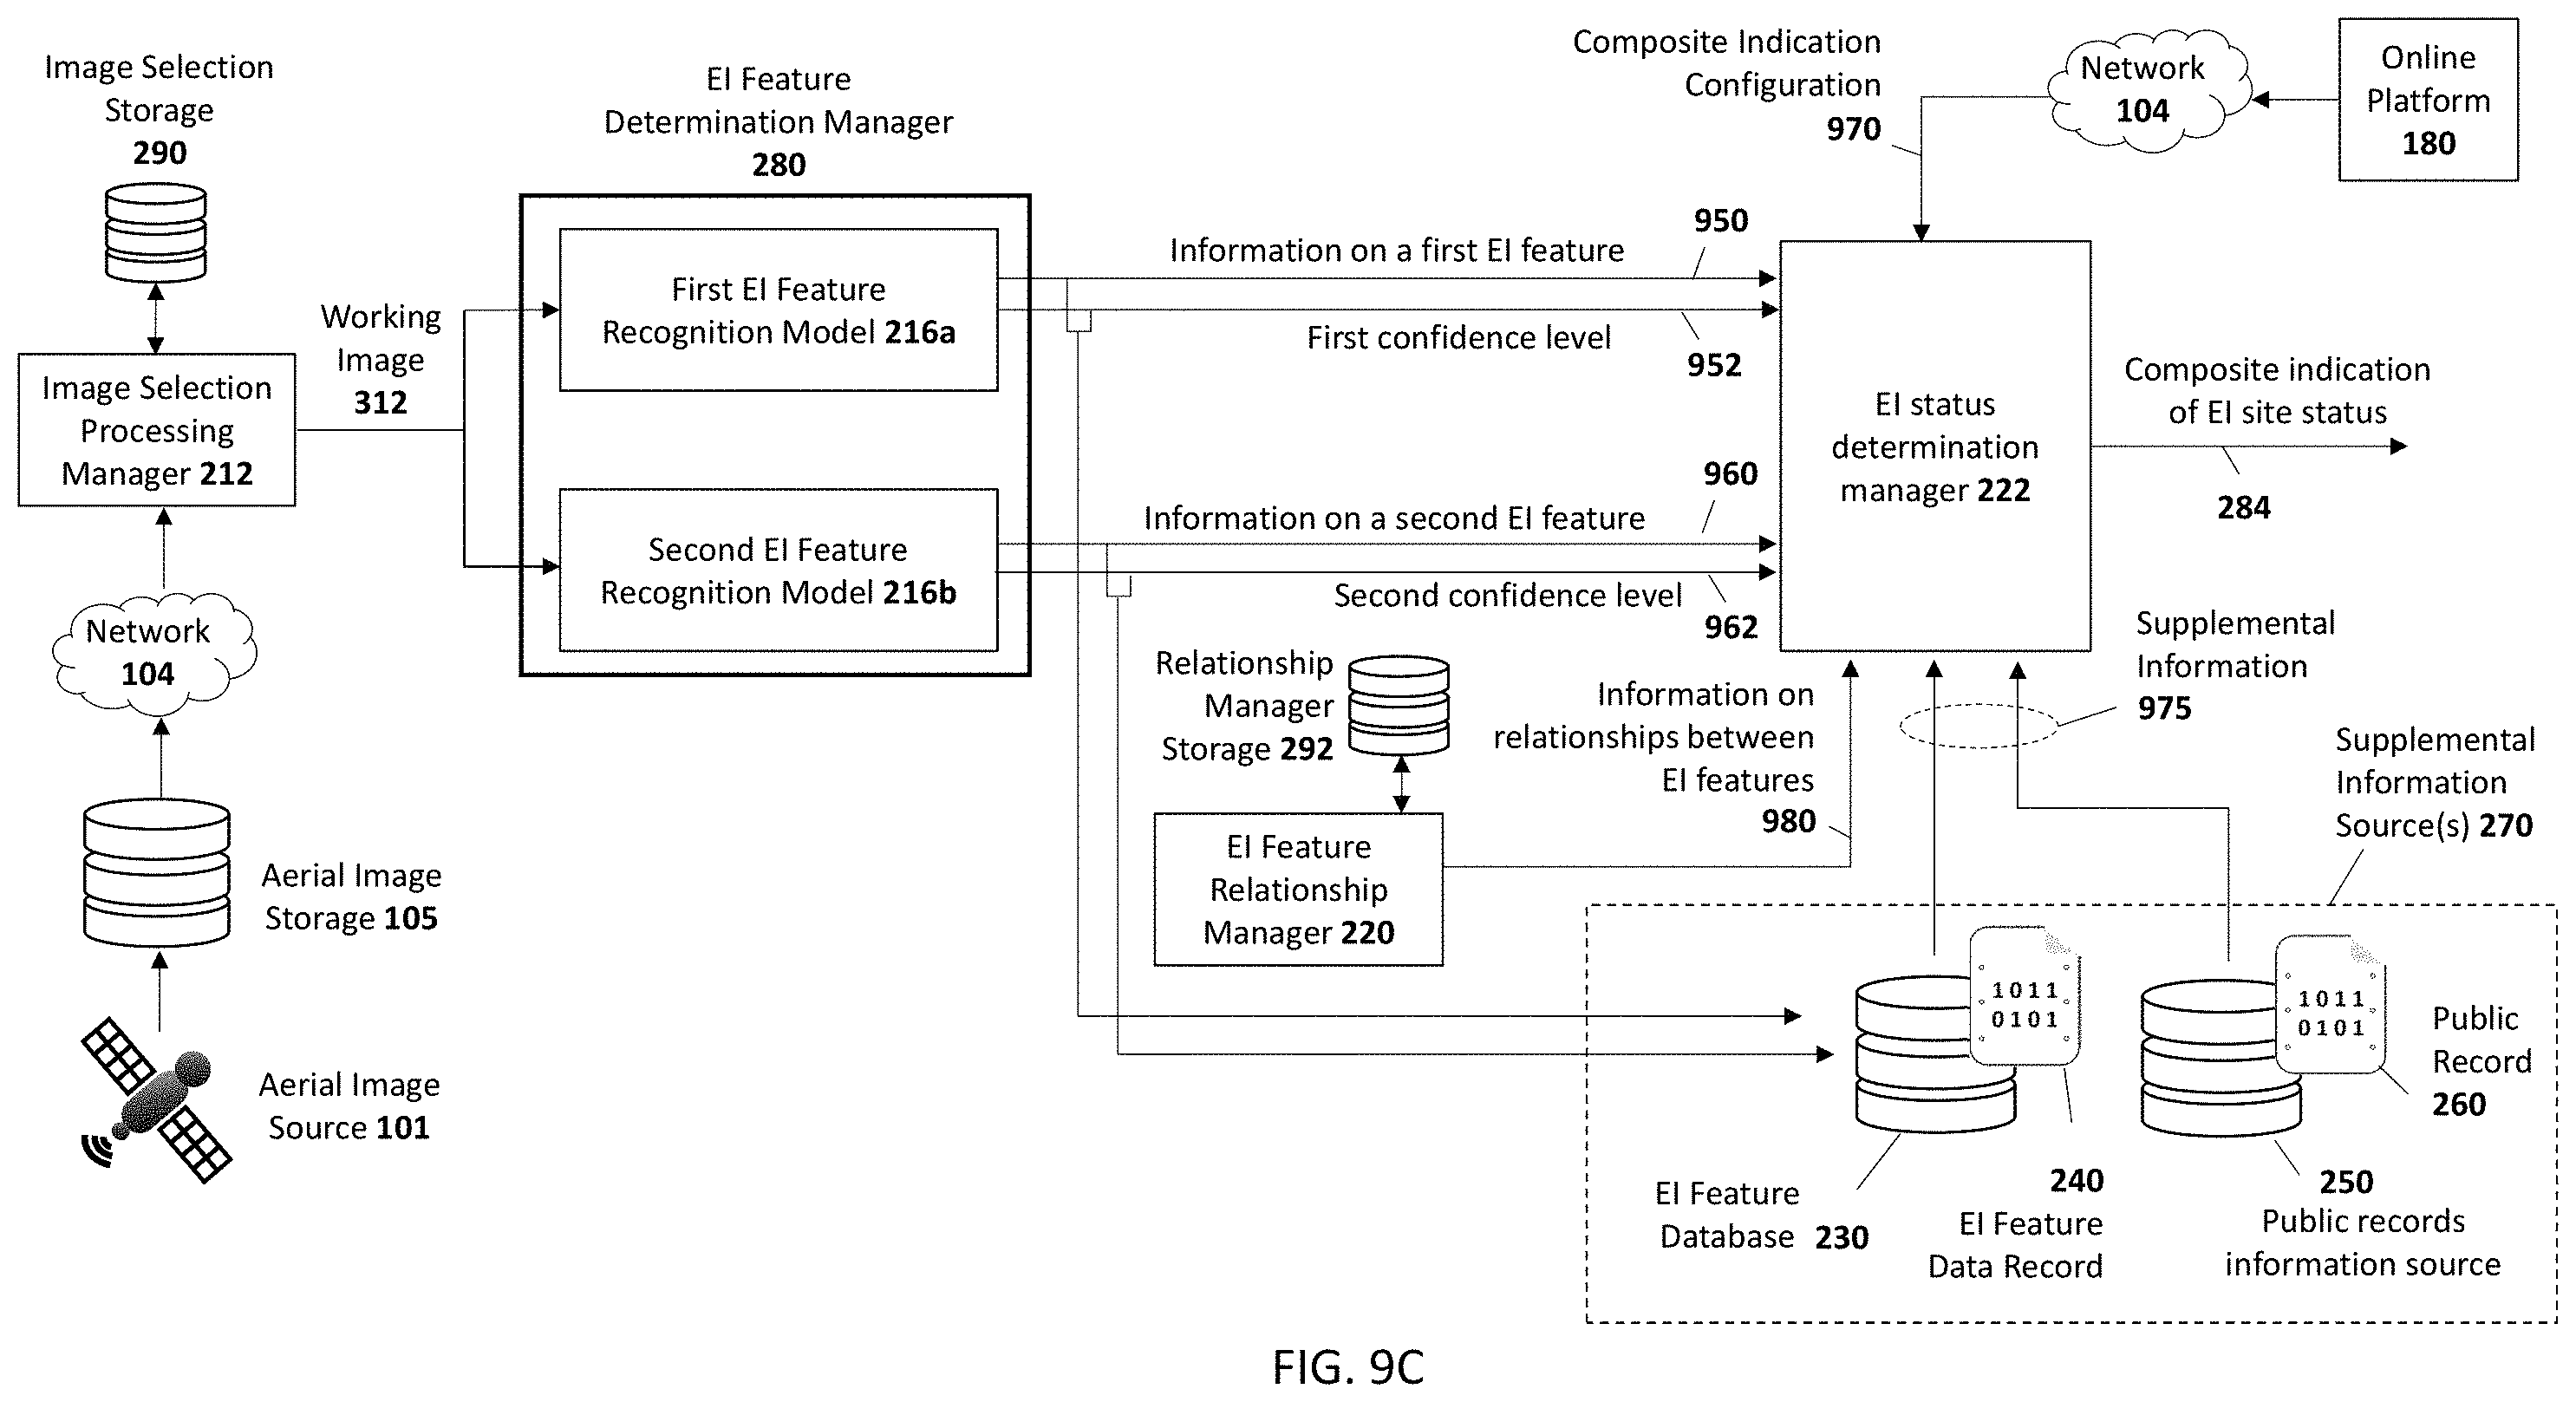 Image Selection
Storage
290
EI Feature
Determination Manager
280
Composite Indication
Configuration
970
Network
104
Online
Platform
180
Working
Image
312
First EI Feature
Recognition Model 216a
Second EI Feature
Recognition Model 216b
Image Selection
Processing
Manager 212
Network
104
Aerial Image
Storage 105
Aerial Image
Source 101
950
Information on a first EI feature
First confidence level
952
960
Information on a second EI feature
Second confidence level
962
EI status
determination
manager 222
Composite indication
of EI site status
284
Relationship
Manager
Storage 292
EI Feature
Relationship
Manager 220
Information on
relationships between
EI features
980
Supplemental
Information
975
Supplemental
Information
Source(s) 270
1011
0101
1011
0101
Public
Record
260
EI Feature
Database 230
240
EI Feature
Data Record
250
Public records
information source
FIG. 9C